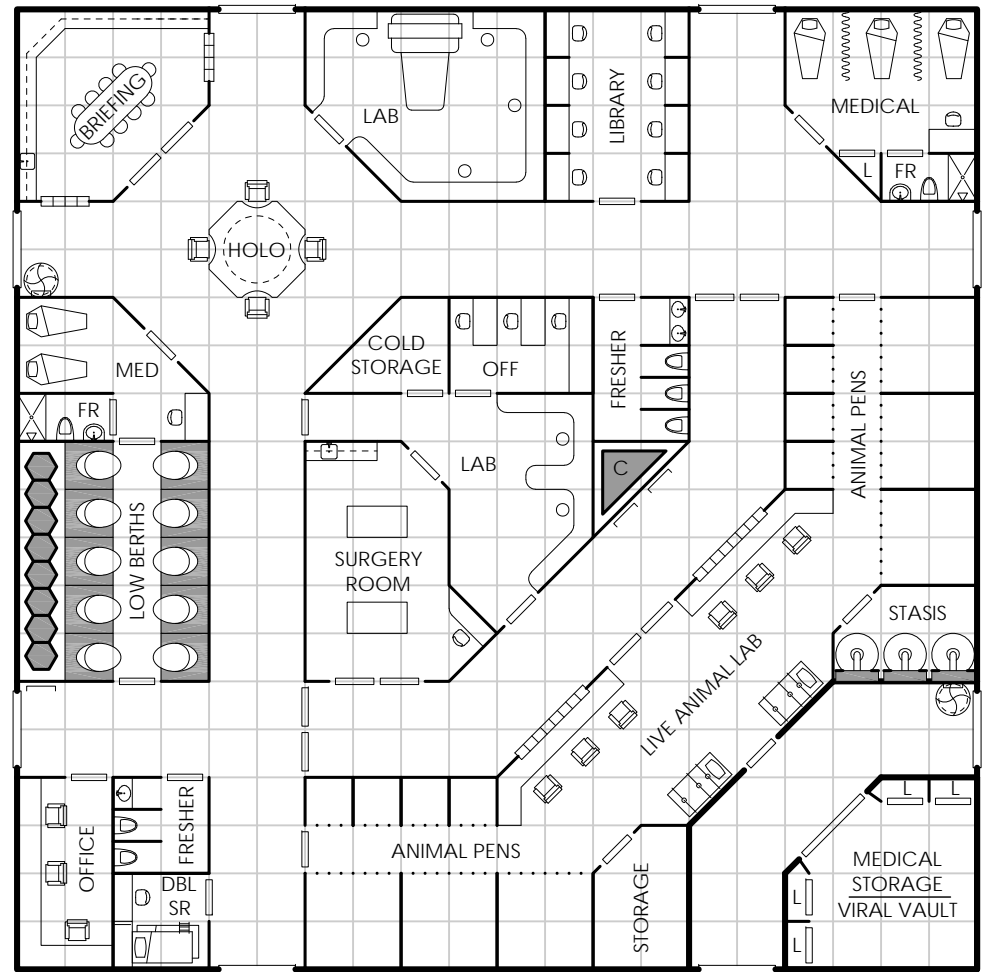 BRIEFING
LAB
LIBRARY
MEDICAL
L
FR
HOLO
MED
FR
COLD
STORAGE
OFF
FRESHER
LAB
C
ANIMAL PENS
LOW BERTHS
SURGERY
ROOM
STASIS
LIVE ANIMAL LAB
OFFICE
FRESHER
DBL
SR
ANIMAL PENS
STORAGE
L
L
MEDICAL
STORAGE
VIRAL VAULT
L
L